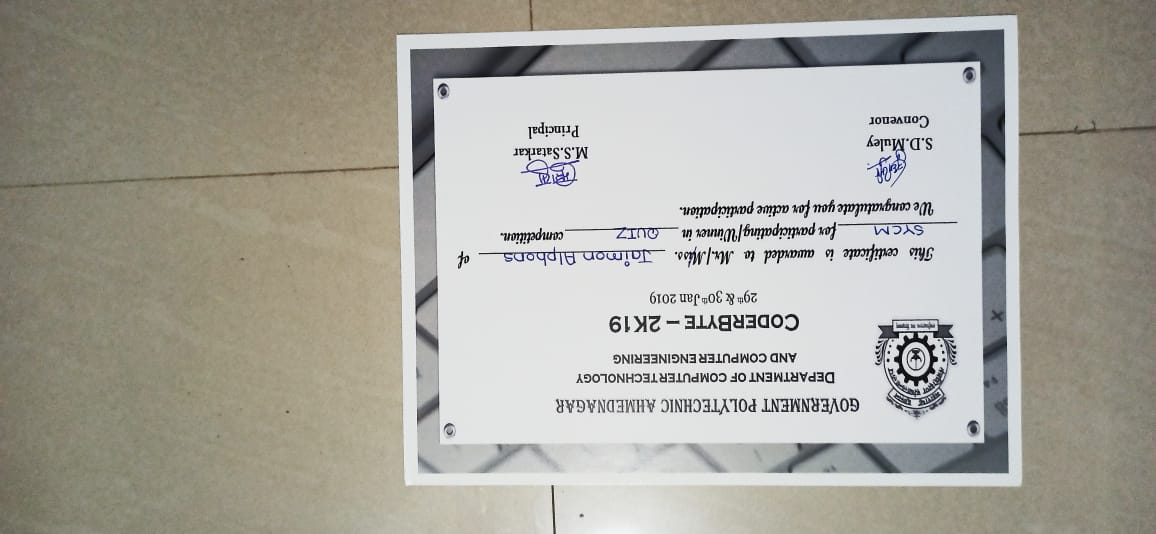 GOVERNMENT POLYTECHNIC AHMEDNAGAR
DEPARTMENT OF COMPUTER TECHNOLOGY
AND COMPUTER ENGINEERING
CODERBYTE – 2K19
29th & 30th Jan 2019
This certificate is awarded to Mr./Miss. Jaimon Alphons of
SYCM for participating/Winner in QUIZ competition.
We congratulate you for active participation.
S.D.Muley
Convenor
M.S.Satarkar
Principal